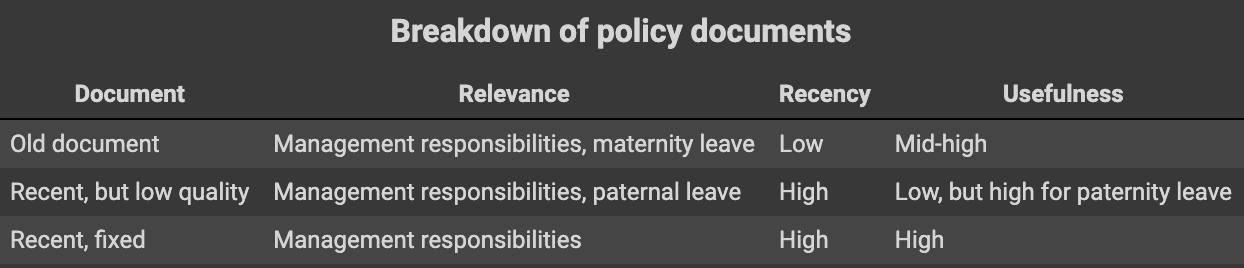 Breakdown of policy documents
Document Relevance Recency Usefulness
Old document Management responsibilities, maternity leave Low Mid-high
Recent, but low quality Management responsibilities, paternal leave High Low, but high for paternity leave
Recent, fixed Management responsibilities High High